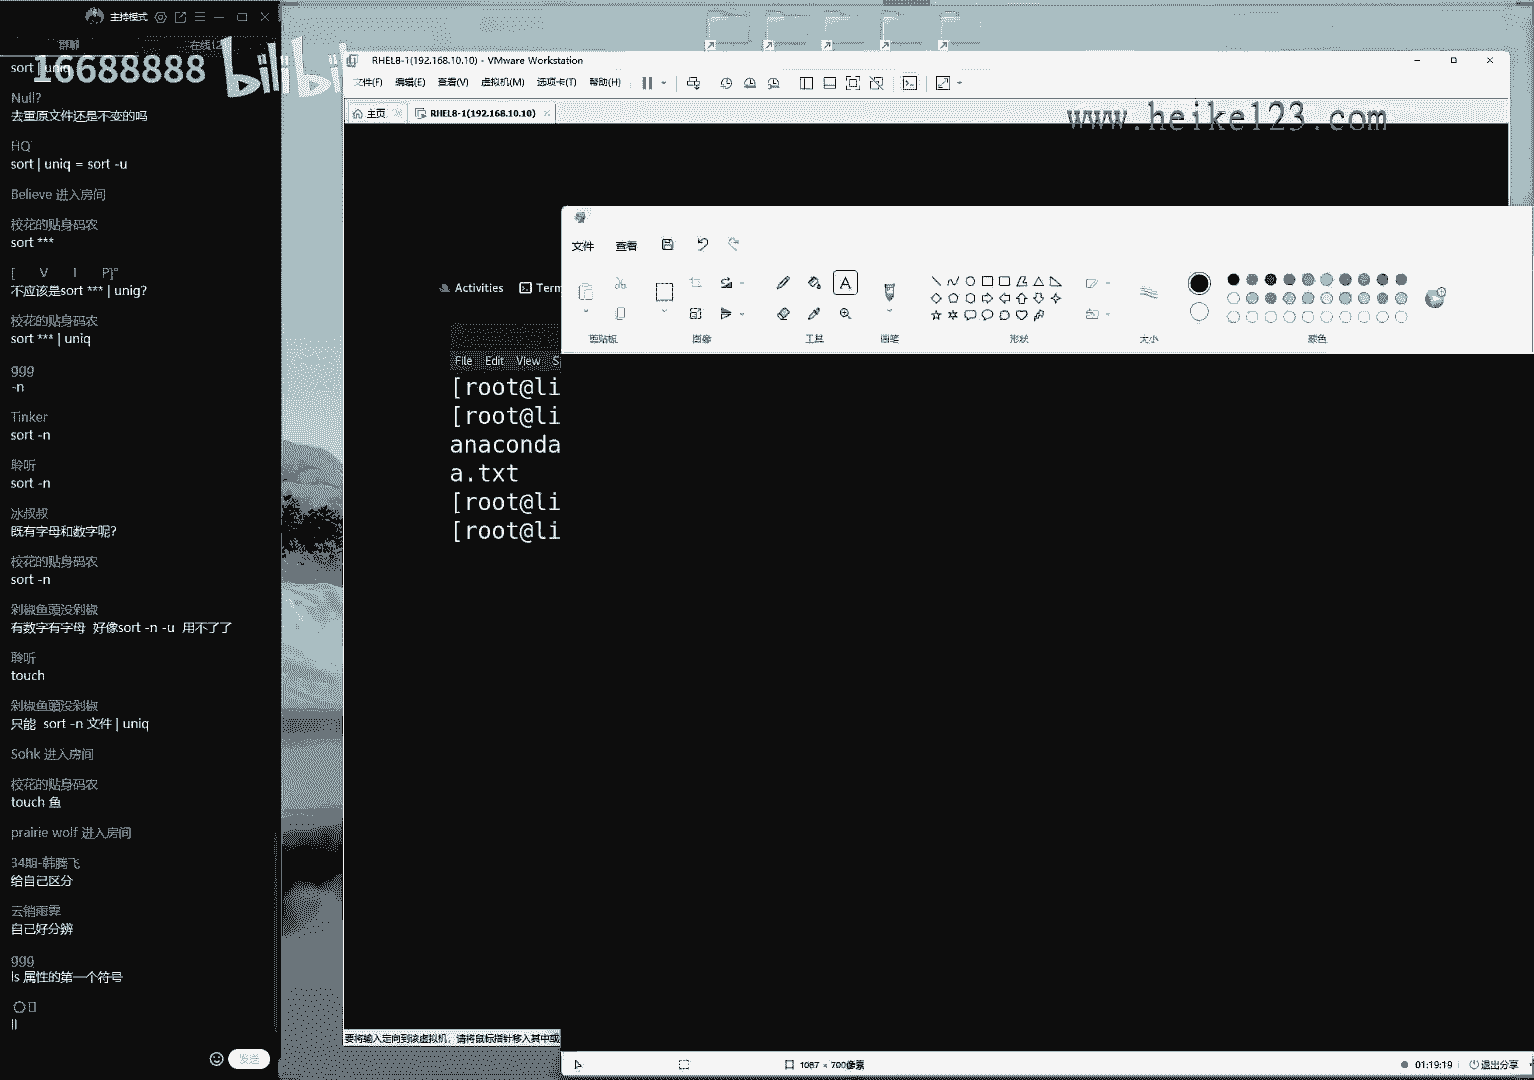 主持模式
群聊
在线12
16688888
bilibili
sort | uniq
Null?
去重原文件还是不变的吗
HQ
sort | uniq = sort -u
Believe 进入房间
校花的贴身码农
sort ***
[ V I P]°
不应该是sort *** | unig?
校花的贴身码农
sort *** | uniq
ggg
-n
Tinker
sort -n
聆听
sort -n
冰叔叔
既有字母和数字呢?
校花的贴身码农
sort -n
剁椒鱼頭没剁椒
有数字有字母 好像sort -n -u 用不了了
聆听
touch
剁椒鱼頭没剁椒
只能 sort -n 文件 | uniq
Sohk 进入房间
校花的贴身码农
touch 鱼
prairie wolf 进入房间
34期-韩腾飞
给自己区分
云销雨霁
自己好分辨
ggg
ls 属性的第一个符号
||
发送
RHEL8-1(192.168.10.10) - VMware Workstation
文件(F) 编辑(E) 查看(V) 虚拟机(M) 选项卡(T) 帮助(H)
主页 RHEL8-1(192.168.10.10)
www.heike123.com
Activities Term
File Edit View S
[root@li
[root@li
anaconda
a.txt
[root@li
[root@li
文件 查看
剪贴板 图像 工具 画笔 形状 大小 颜色
要将输入定向到该虚拟机，请将鼠标指针移入其中或
1087 × 700像素
01:19:19 退出分享